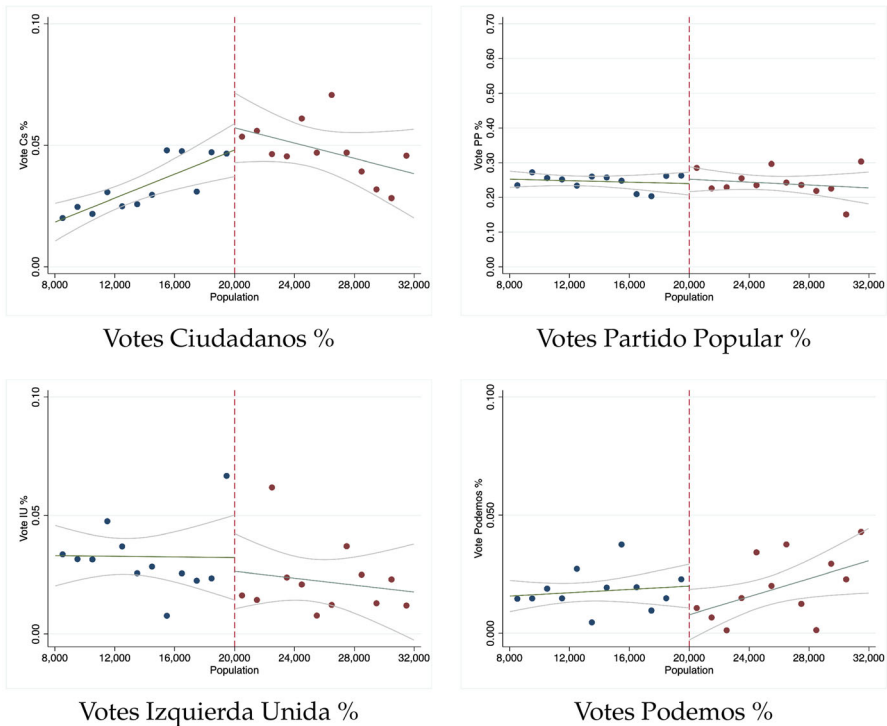 0.10
0.05
0.00
Vote Cs %
8,000 12,000 16,000 20,000 24,000 28,000 32,000
Population
Votes Ciudadanos %
0.70
0.60
0.50
0.40
0.30
0.20
0.10
0.00
Vote PP %
8,000 12,000 16,000 20,000 24,000 28,000 32,000
Population
Votes Partido Popular %
0.10
0.05
0.00
Vote IU %
8,000 12,000 16,000 20,000 24,000 28,000 32,000
Population
Votes Izquierda Unida %
0.100
0.050
0.000
Vote Podemos %
8,000 12,000 16,000 20,000 24,000 28,000 32,000
Population
Votes Podemos %